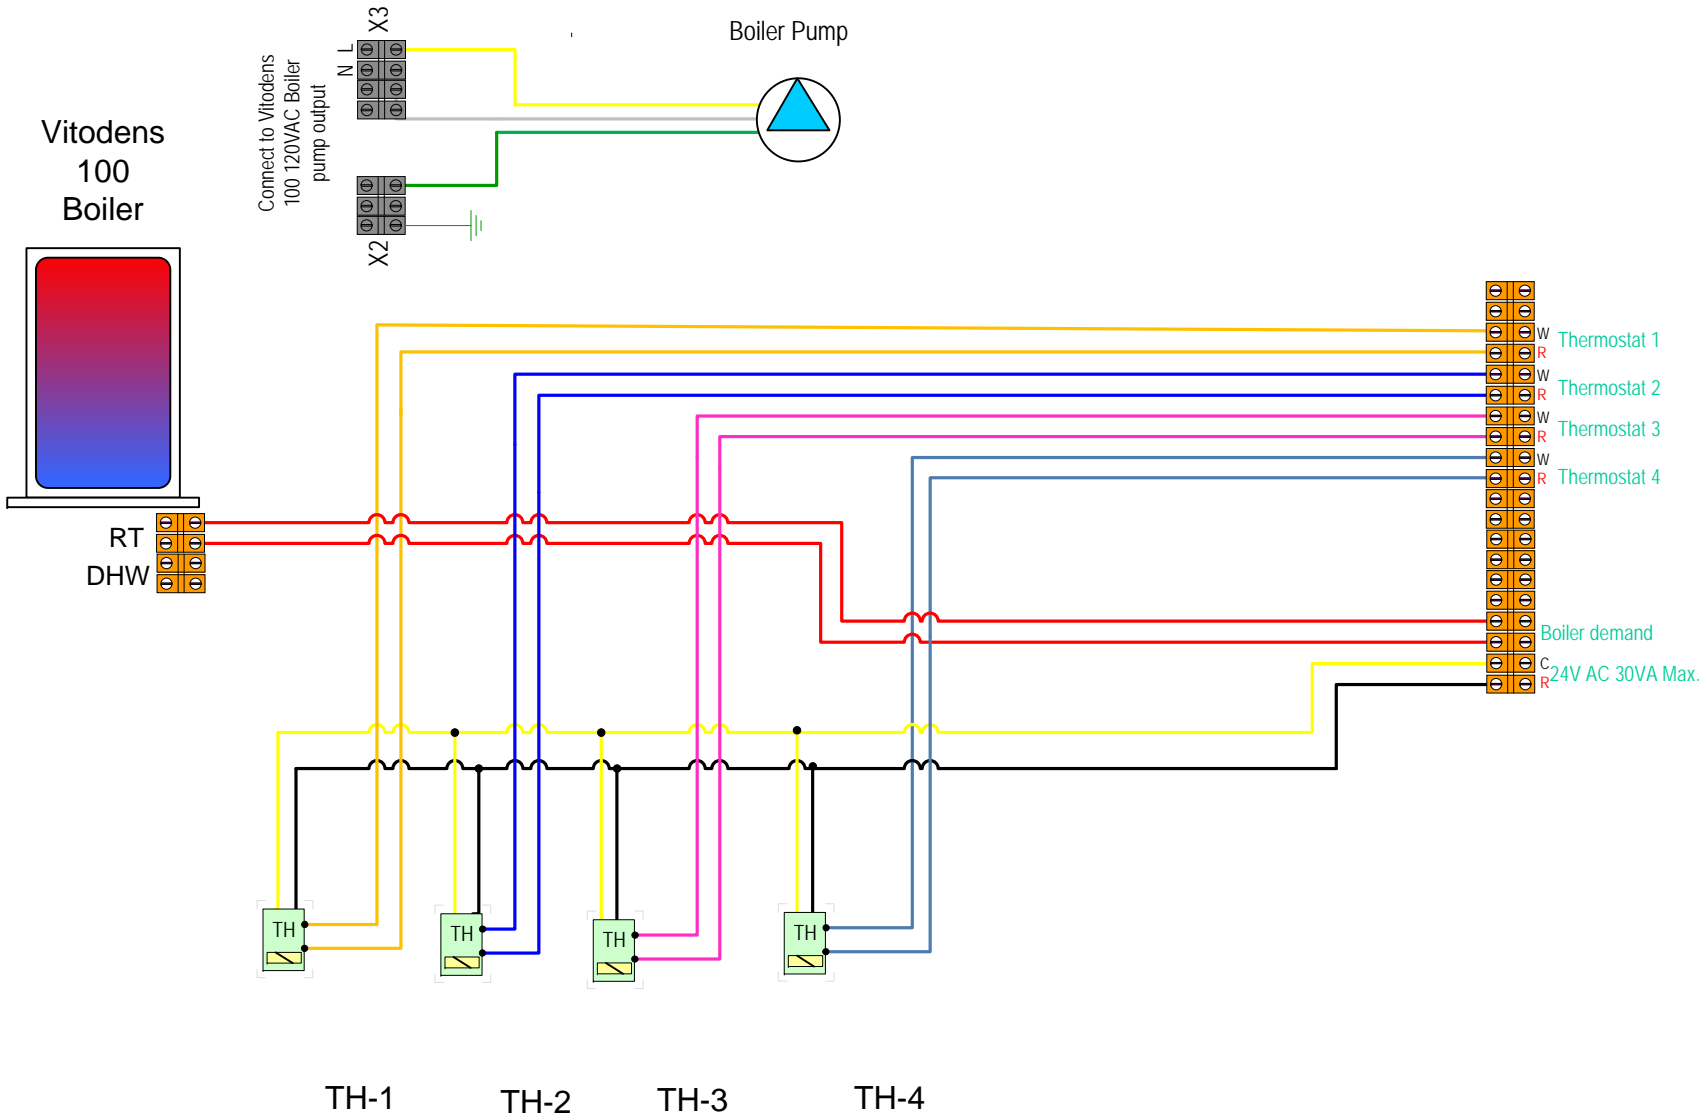 X3
Boiler Pump
L
N
Connect to Vitodens
100 120VAC Boiler
pump output
X2
Vitodens
100
Boiler
W
Thermostat 1
R
W
Thermostat 2
R
W
Thermostat 3
R
W
Thermostat 4
R
RT
DHW
Boiler demand
C
24V AC 30VA Max.
R
TH
TH
TH
TH
TH-1
TH-2
TH-3
TH-4